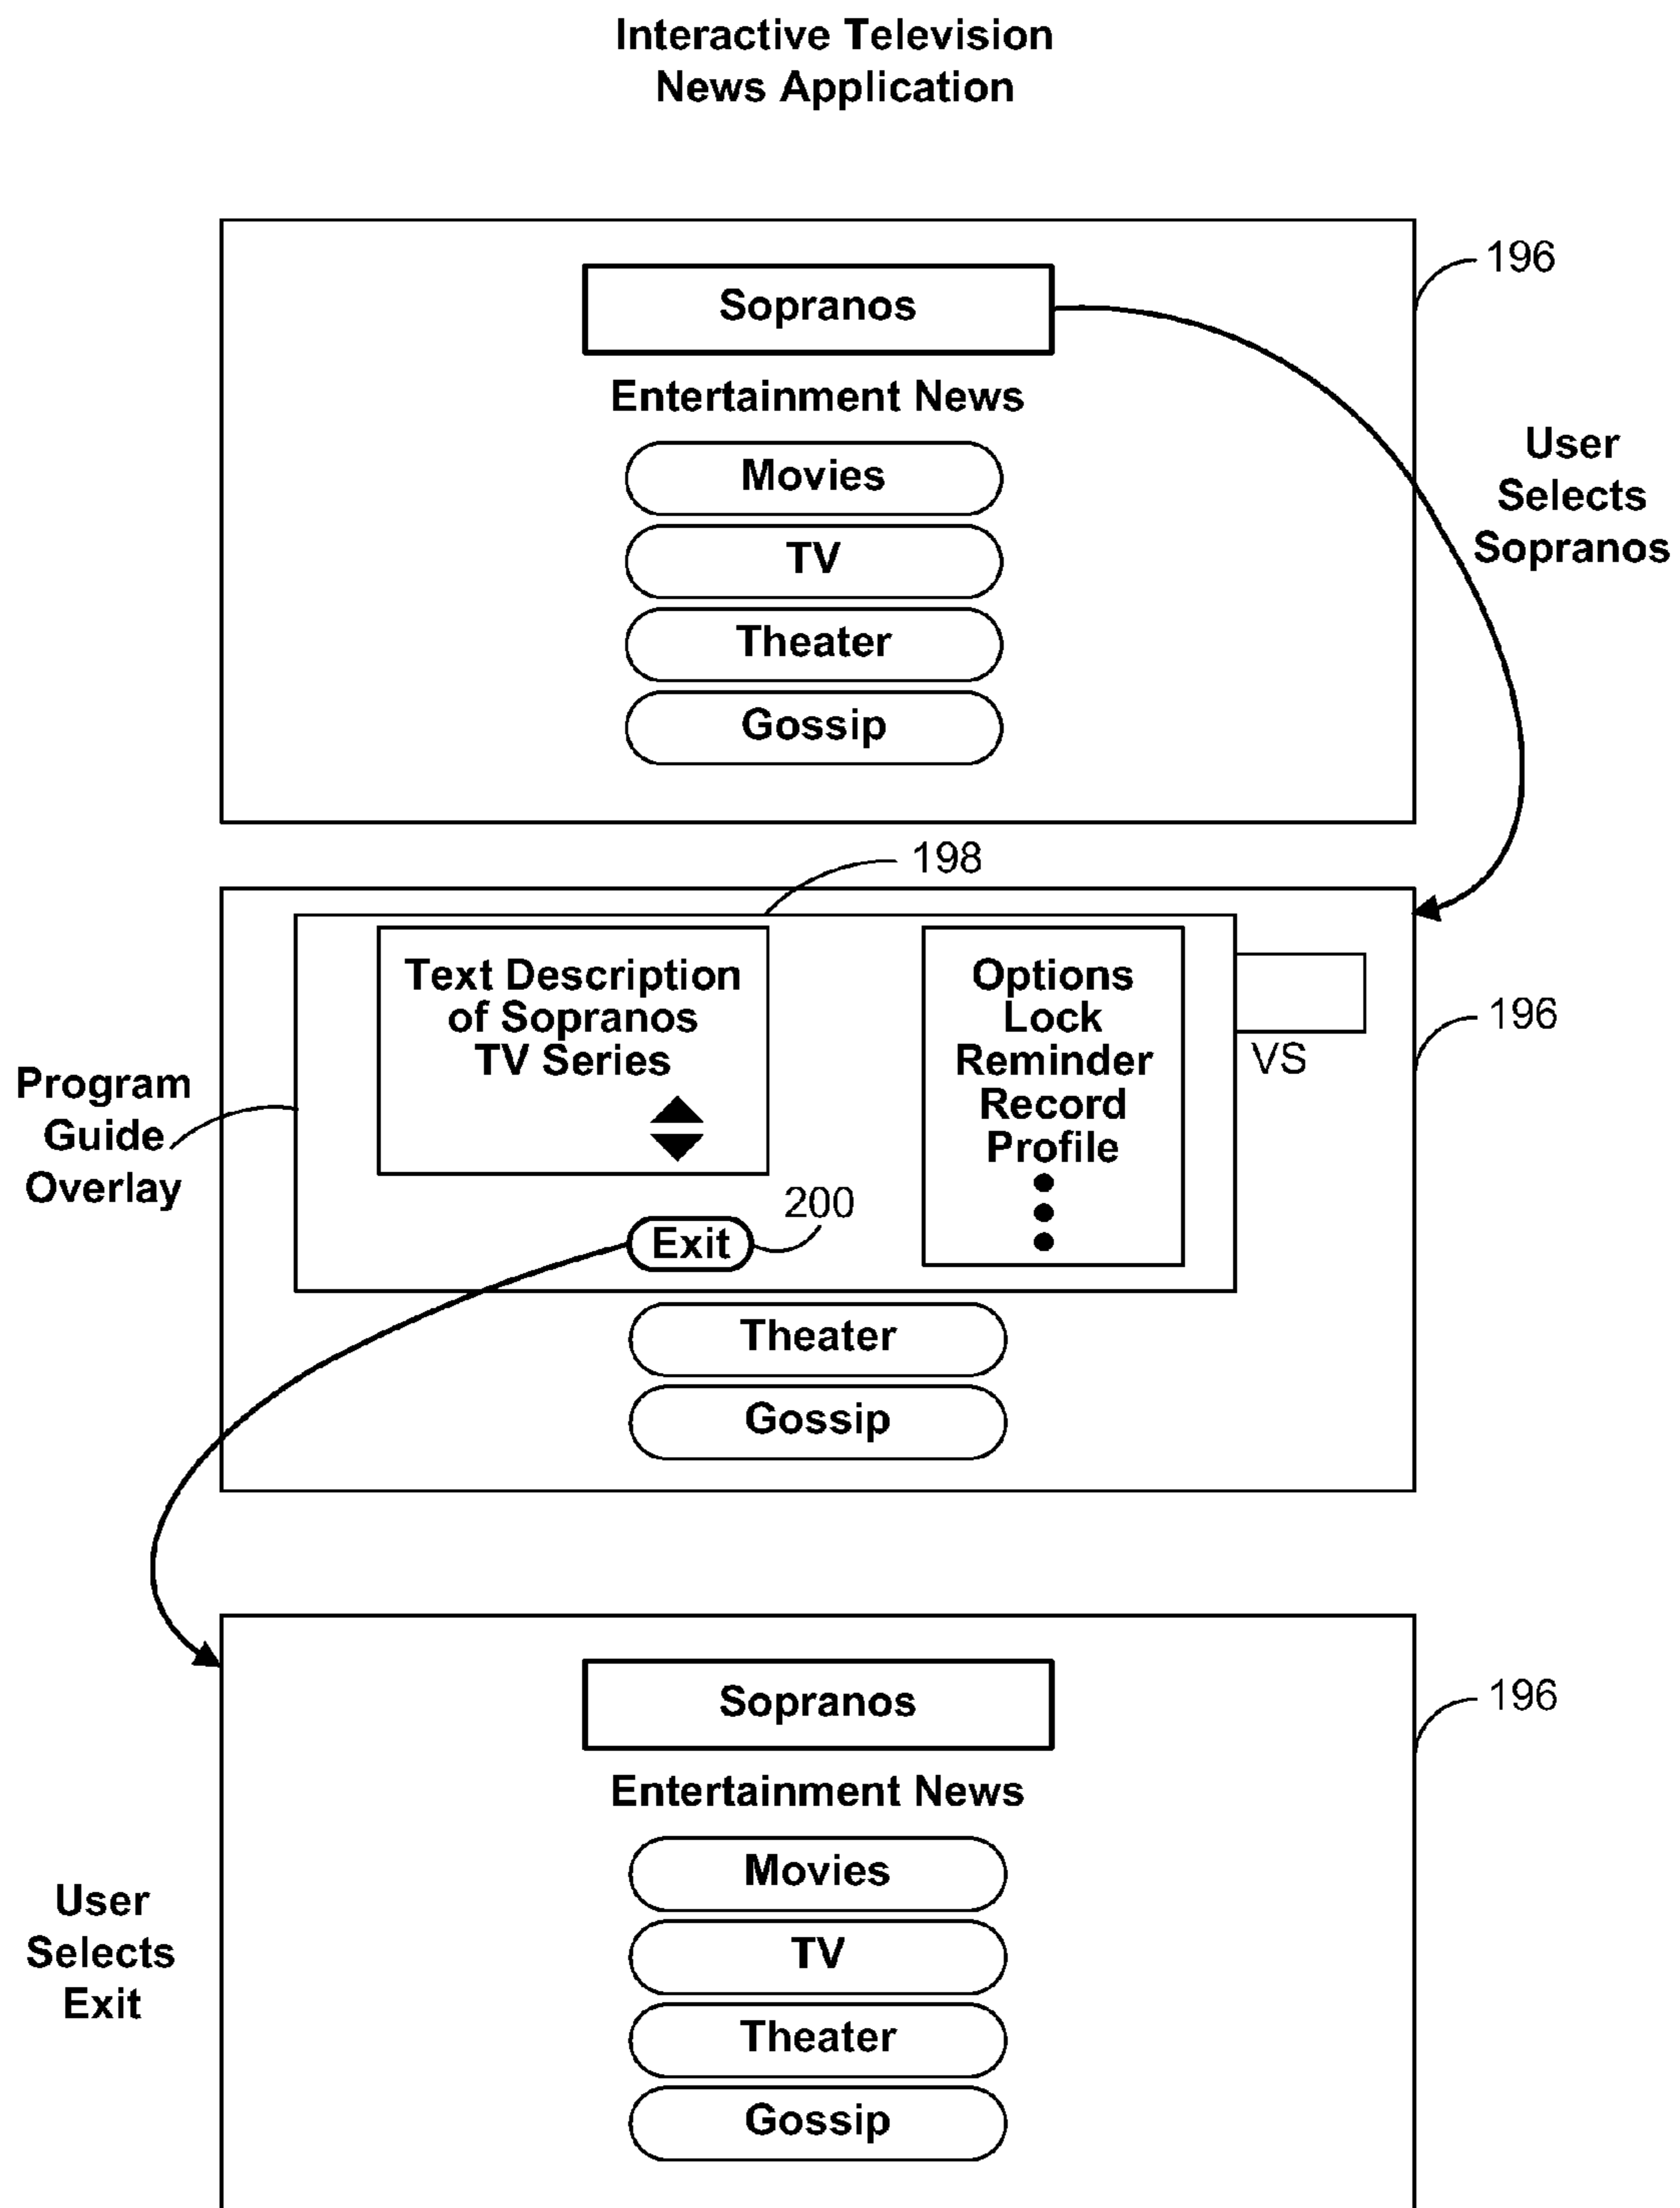 Interactive Television
News Application
196
Sopranos
Entertainment News
Movies
TV
Theater
Gossip
User
Selects
Sopranos
198
Text Description
of Sopranos
TV Series
Options
Lock
Reminder
Record
Profile
VS
196
Program
Guide
Overlay
200
Exit
Theater
Gossip
Sopranos
196
Entertainment News
Movies
TV
Theater
Gossip
User
Selects
Exit